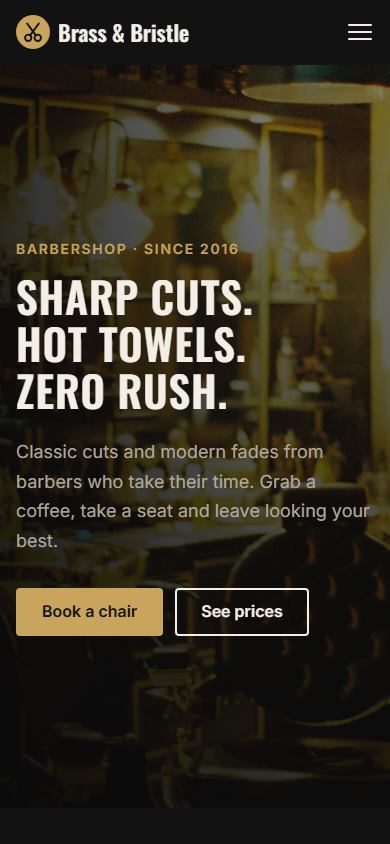 Brass & Bristle
BARBERSHOP · SINCE 2016
SHARP CUTS.
HOT TOWELS.
ZERO RUSH.
Classic cuts and modern fades from
barbers who take their time. Grab a
coffee, take a seat and leave looking your
best.
Book a chair
See prices